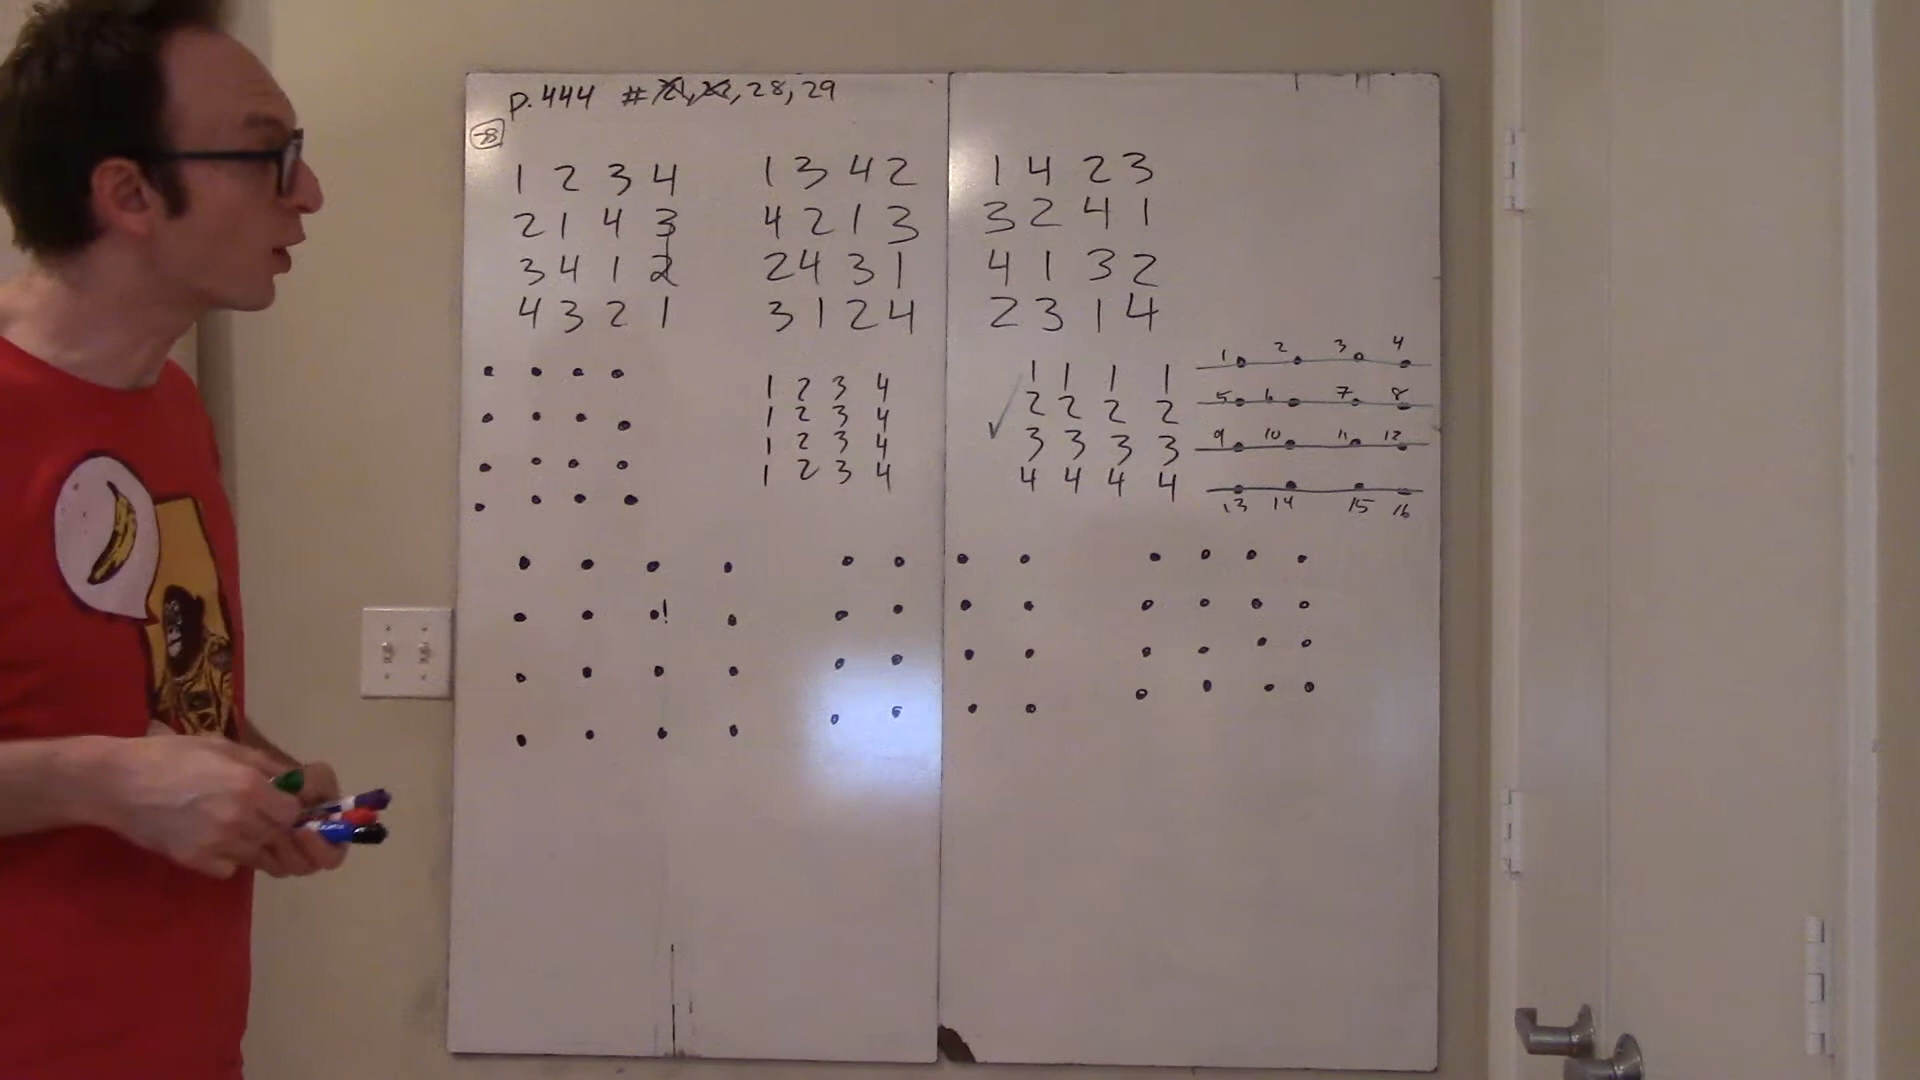 p.444 #21, 22, 28, 29
28
1 2 3 4
2 1 4 3
3 4 1 2
4 3 2 1
1 3 4 2
4 2 1 3
2 4 3 1
3 1 2 4
1 4 2 3
3 2 4 1
4 1 3 2
2 3 1 4
1 2 3 4
1 2 3 4
1 2 3 4
1 2 3 4
✓
1 1 1 1
2 2 2 2
3 3 3 3
4 4 4 4
1 2 3 4
5 6 7 8
9 10 11 12
13 14 15 16
!